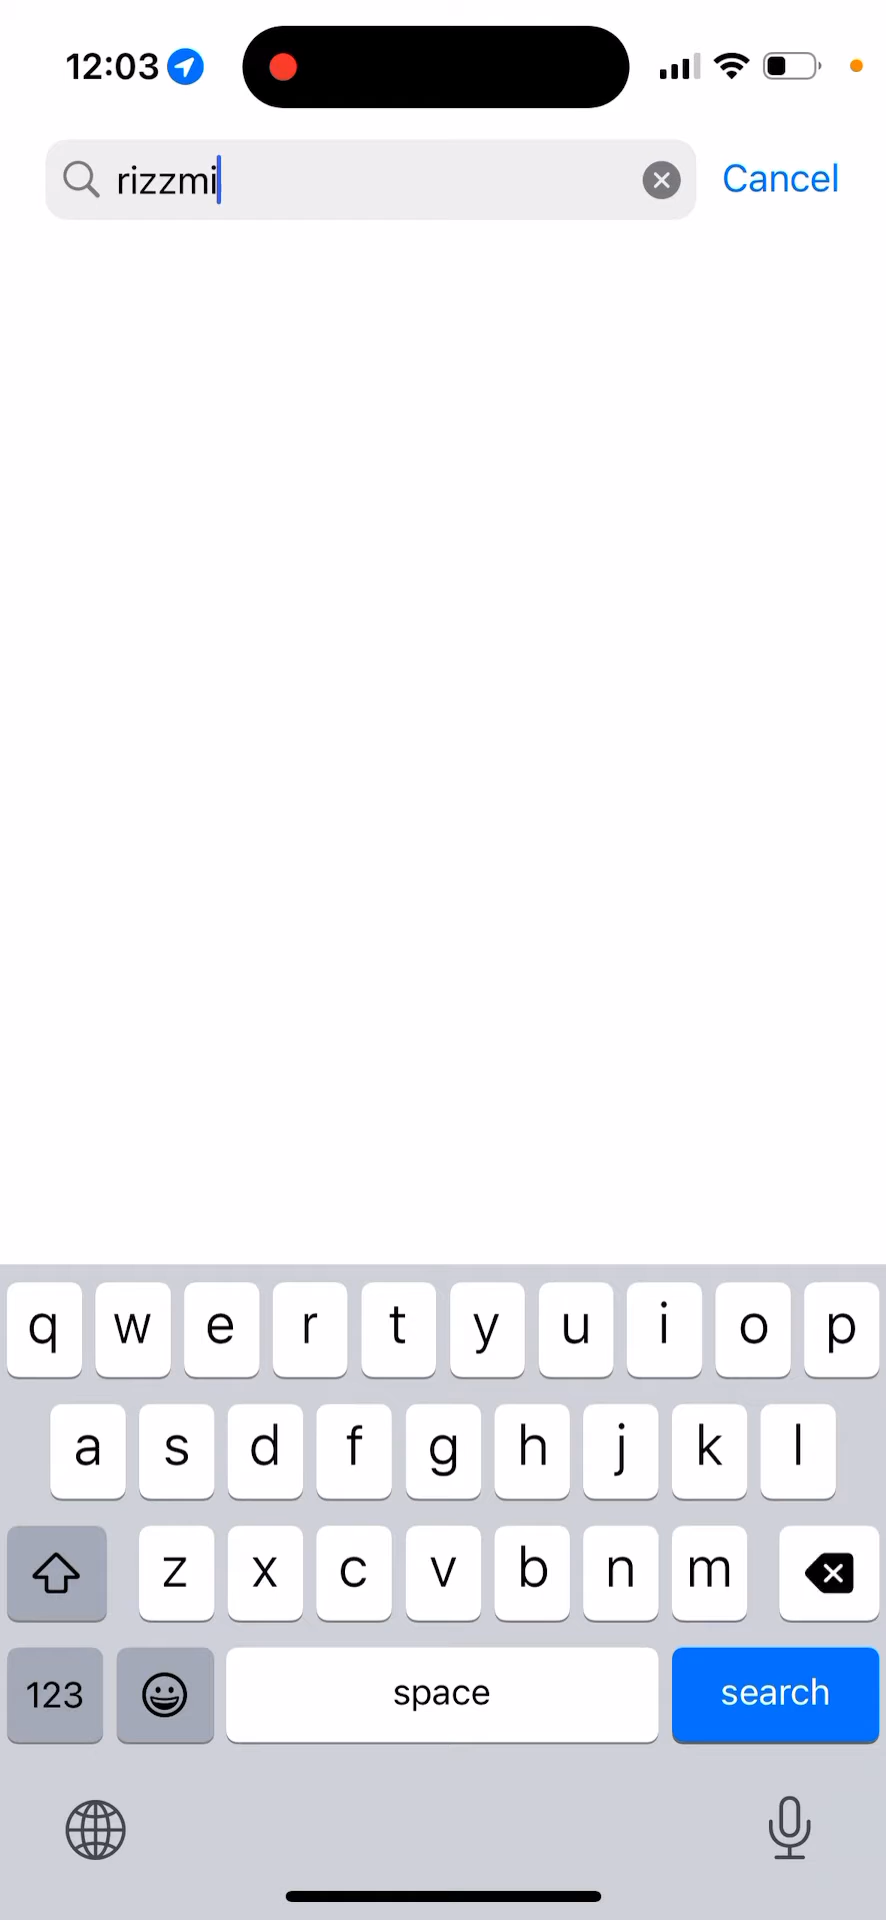 12:03
rizzmi Cancel
q w e r t y u i o p
a s d f g h j k l
z x c v b n m
123 space search